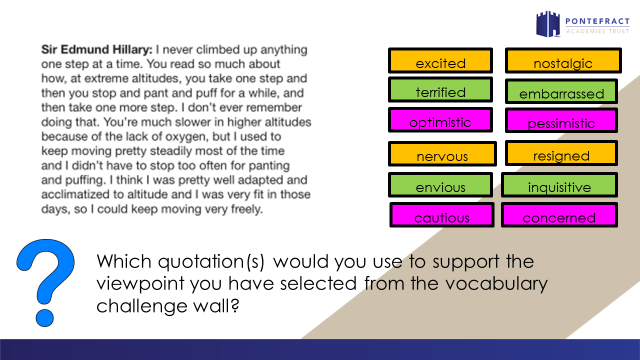 PONTEFRACT
ACADEMIES TRUST
Sir Edmund Hillary: I never climbed up anything
one step at a time. You read so much about
how, at extreme altitudes, you take one step and
then you stop and pant and puff for a while, and
then take one more step. I don't ever remember
doing that. You're much slower in higher altitudes
because of the lack of oxygen, but I used to
keep moving pretty steadily most of the time
and I didn't have to stop too often for panting
and puffing. I think I was pretty well adapted and
acclimatized to altitude and I was very fit in those
days, so I could keep moving very freely.
excited nostalgic
terrified embarrassed
optimistic pessimistic
nervous resigned
envious inquisitive
cautious concerned
?
Which quotation(s) would you use to support the
viewpoint you have selected from the vocabulary
challenge wall?